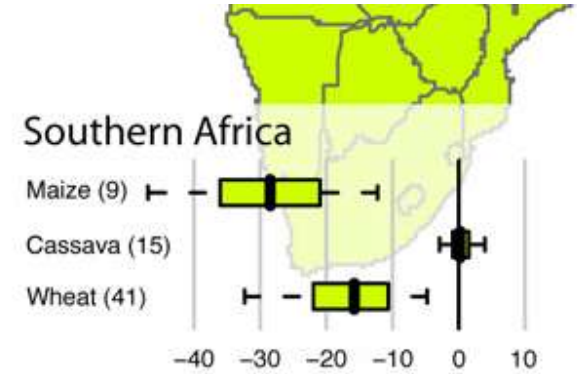 Southern Africa
Maize (9)
Cassava (15)
Wheat (41)
−40 −30 −20 −10 0 10